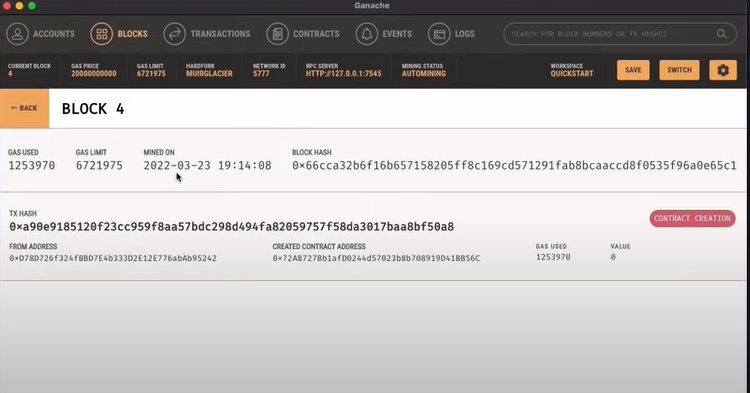 Ganache
ACCOUNTS BLOCKS TRANSACTIONS CONTRACTS EVENTS LOGS SEARCH FOR BLOCK NUMBERS OR TX HASHES
CURRENT BLOCK GAS PRICE GAS LIMIT HARDFORK NETWORK ID RPC SERVER MINING STATUS WORKSPACE
4 20000000000 6721975 MUIRGLACIER 5777 HTTP://127.0.0.1:7545 AUTOMINING QUICKSTART SAVE SWITCH
← BACK BLOCK 4
GAS USED GAS LIMIT MINED ON BLOCK HASH
1253970 6721975 2022-03-23 19:14:08 0×66cca32b6f16b657158205ff8c169cd571291fab8bcaaccd8f0535f96a0e65c1
TX HASH
0×a90e9185120f23cc959f8aa57bdc298d494fa82059757f58da3017baa8bf50a8 CONTRACT CREATION
FROM ADDRESS CREATED CONTRACT ADDRESS GAS USED VALUE
0×D78D726f324fBBD7E4b333D2E12E776abAb95242 0×72A8727Bb1afD0244d57023b8b708919D41BB56C 1253970 0